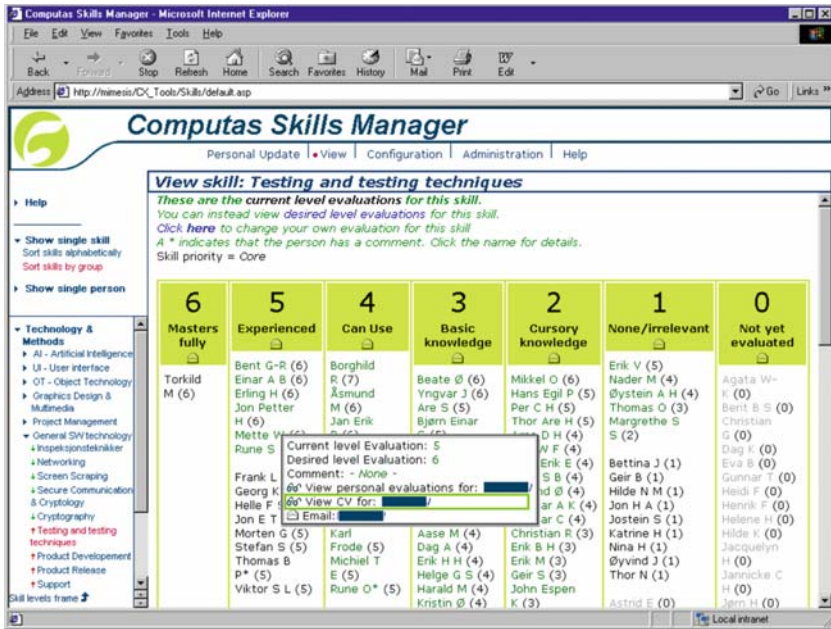 Computas Skills Manager - Microsoft Internet Explorer
File Edit View Favorites Tools Help
Back Forward Stop Refresh Home Search Favorites History Mail Print Edit
Address http://mimesis/CX_Tools/Skills/default.asp Go Links »
Computas Skills Manager
Personal Update •View Configuration Administration Help
Help
Show single skill
Sort skills alphabetically
Sort skills by group
Show single person
Technology & Methods
AI - Artificial Intelligence
UI - User interface
OT - Object Technology
Graphics Design & Multimedia
Project Management
General SW technology
Inspeksjonsteknikker
Networking
Screen Scraping
Secure Communication & Cryptology
Cryptography
Testing and testing techniques
Product Developement
Product Release
Support
Skill levels frame
View skill: Testing and testing techniques
These are the current level evaluations for this skill.
You can instead view desired level evaluations for this skill.
Click here to change your own evaluation for this skill
A * indicates that the person has a comment. Click the name for details.
Skill priority = Core
6
Masters fully
Torkild
M (6)
5
Experienced
Bent G-R (6)
Einar A B (6)
Erling H (6)
Jon Petter
H (6)
Mette
Rune S
Frank L
Georg K
Helle F
Jon E T
Morten G (5)
Stefan S (5)
Thomas B
P* (5)
Viktor S L (5)
4
Can Use
Borghild
R (7)
Åsmund
M (6)
Jan Erik
Karl
Frode (5)
Michiel T
E (5)
Rune O* (5)
3
Basic knowledge
Beate Ø (6)
Yngvar J (6)
Are S (5)
Bjørn Einar
Aase M (4)
Dag A (4)
Erik H H (4)
Helge G S (4)
Harald M (4)
Kristin Ø (4)
2
Cursory knowledge
Mikkel O (6)
Hans Egil P (5)
Per C H (5)
Thor Are H (5)
D H (4)
W F (4)
Erik E (4)
S B (4)
Ø (4)
A K (4)
C (4)
Christian R (3)
Erik B H (3)
Erik M (3)
Geir S (3)
John Espen
K (3)
1
None/irrelevant
Erik V (5)
Nader M (4)
Øystein A H (4)
Thomas O (3)
Margrethe S
S (2)
Bettina J (1)
Geir B (1)
Hilde N M (1)
Jon H A (1)
Jostein S (1)
Katrine H (1)
Nina H (1)
Øyvind J (1)
Thor N (1)
Astrid E (0)
0
Not yet evaluated
Agata W-
K (0)
Berit B S (0)
Christian
G (0)
Dag K (0)
Eva B (0)
Gunnar T (0)
Heidi F (0)
Henrik F (0)
Helene H (0)
Hilde K (0)
Jacquelyn
H (0)
Jannicke C
H (0)
Jørn H (0)
Current level Evaluation: 5
Desired level Evaluation: 6
Comment: - None -
View personal evaluations for: /
View CV for: /
Email: /
Local intranet